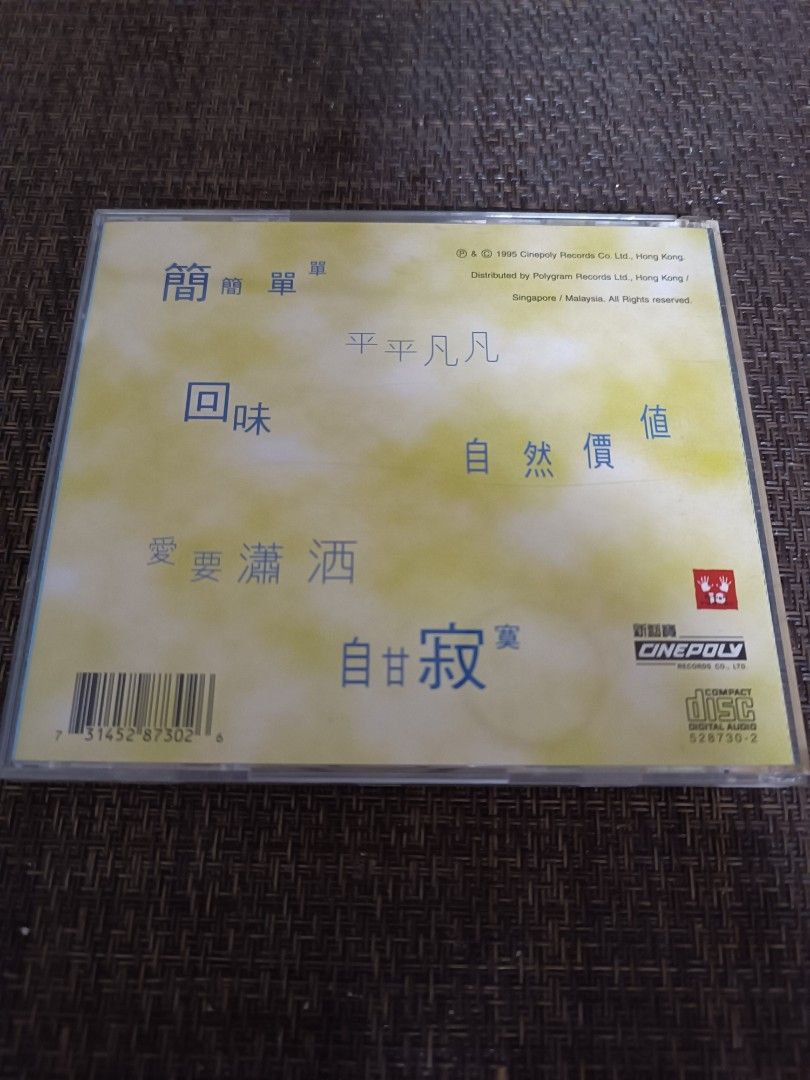 簡簡單單
℗ & © 1995 Cinepoly Records Co. Ltd., Hong Kong.
Distributed by Polygram Records Ltd., Hong Kong /
Singapore / Malaysia. All Rights reserved.
平平凡凡
回味
自然價值
愛要瀟洒
自甘寂寞
10
新藝寶
CINEPOLY
RECORDS CO., LTD
COMPACT
disc
DIGITAL AUDIO
528730-2
7 31452 87302 6